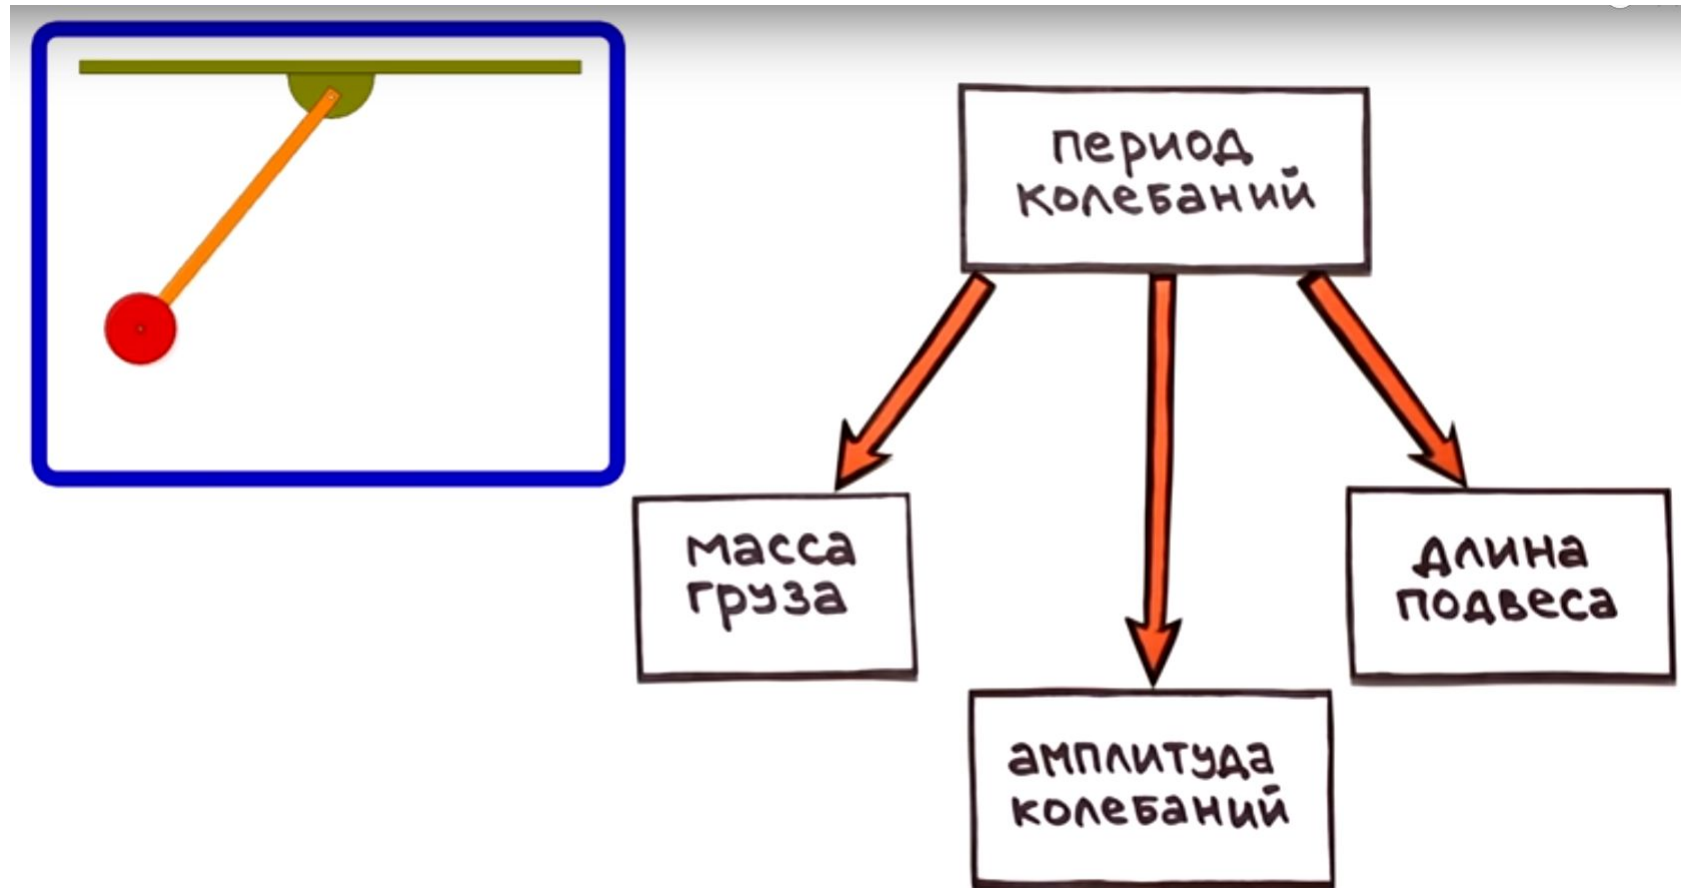 период
колебаний
масса
груза
длина
подвеса
амплитуда
колебаний